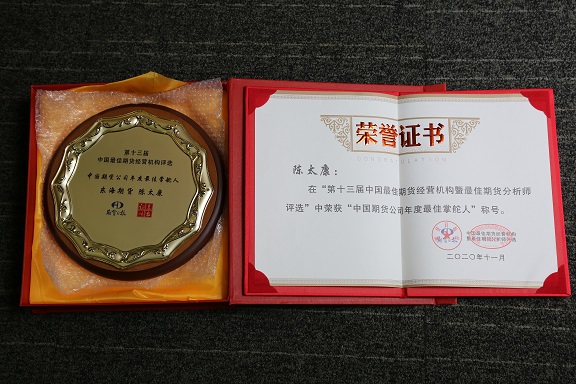 第十三届
中国最佳期货经营机构评选
中国期货公司年度最佳掌舵人
东海期货 陈太康
期货日报
荣誉证书
陈太康：
在“第十三届中国最佳期货经营机构暨最佳期货分析师
评选”中荣获“中国期货公司年度最佳掌舵人”称号。
二〇二〇年十一月